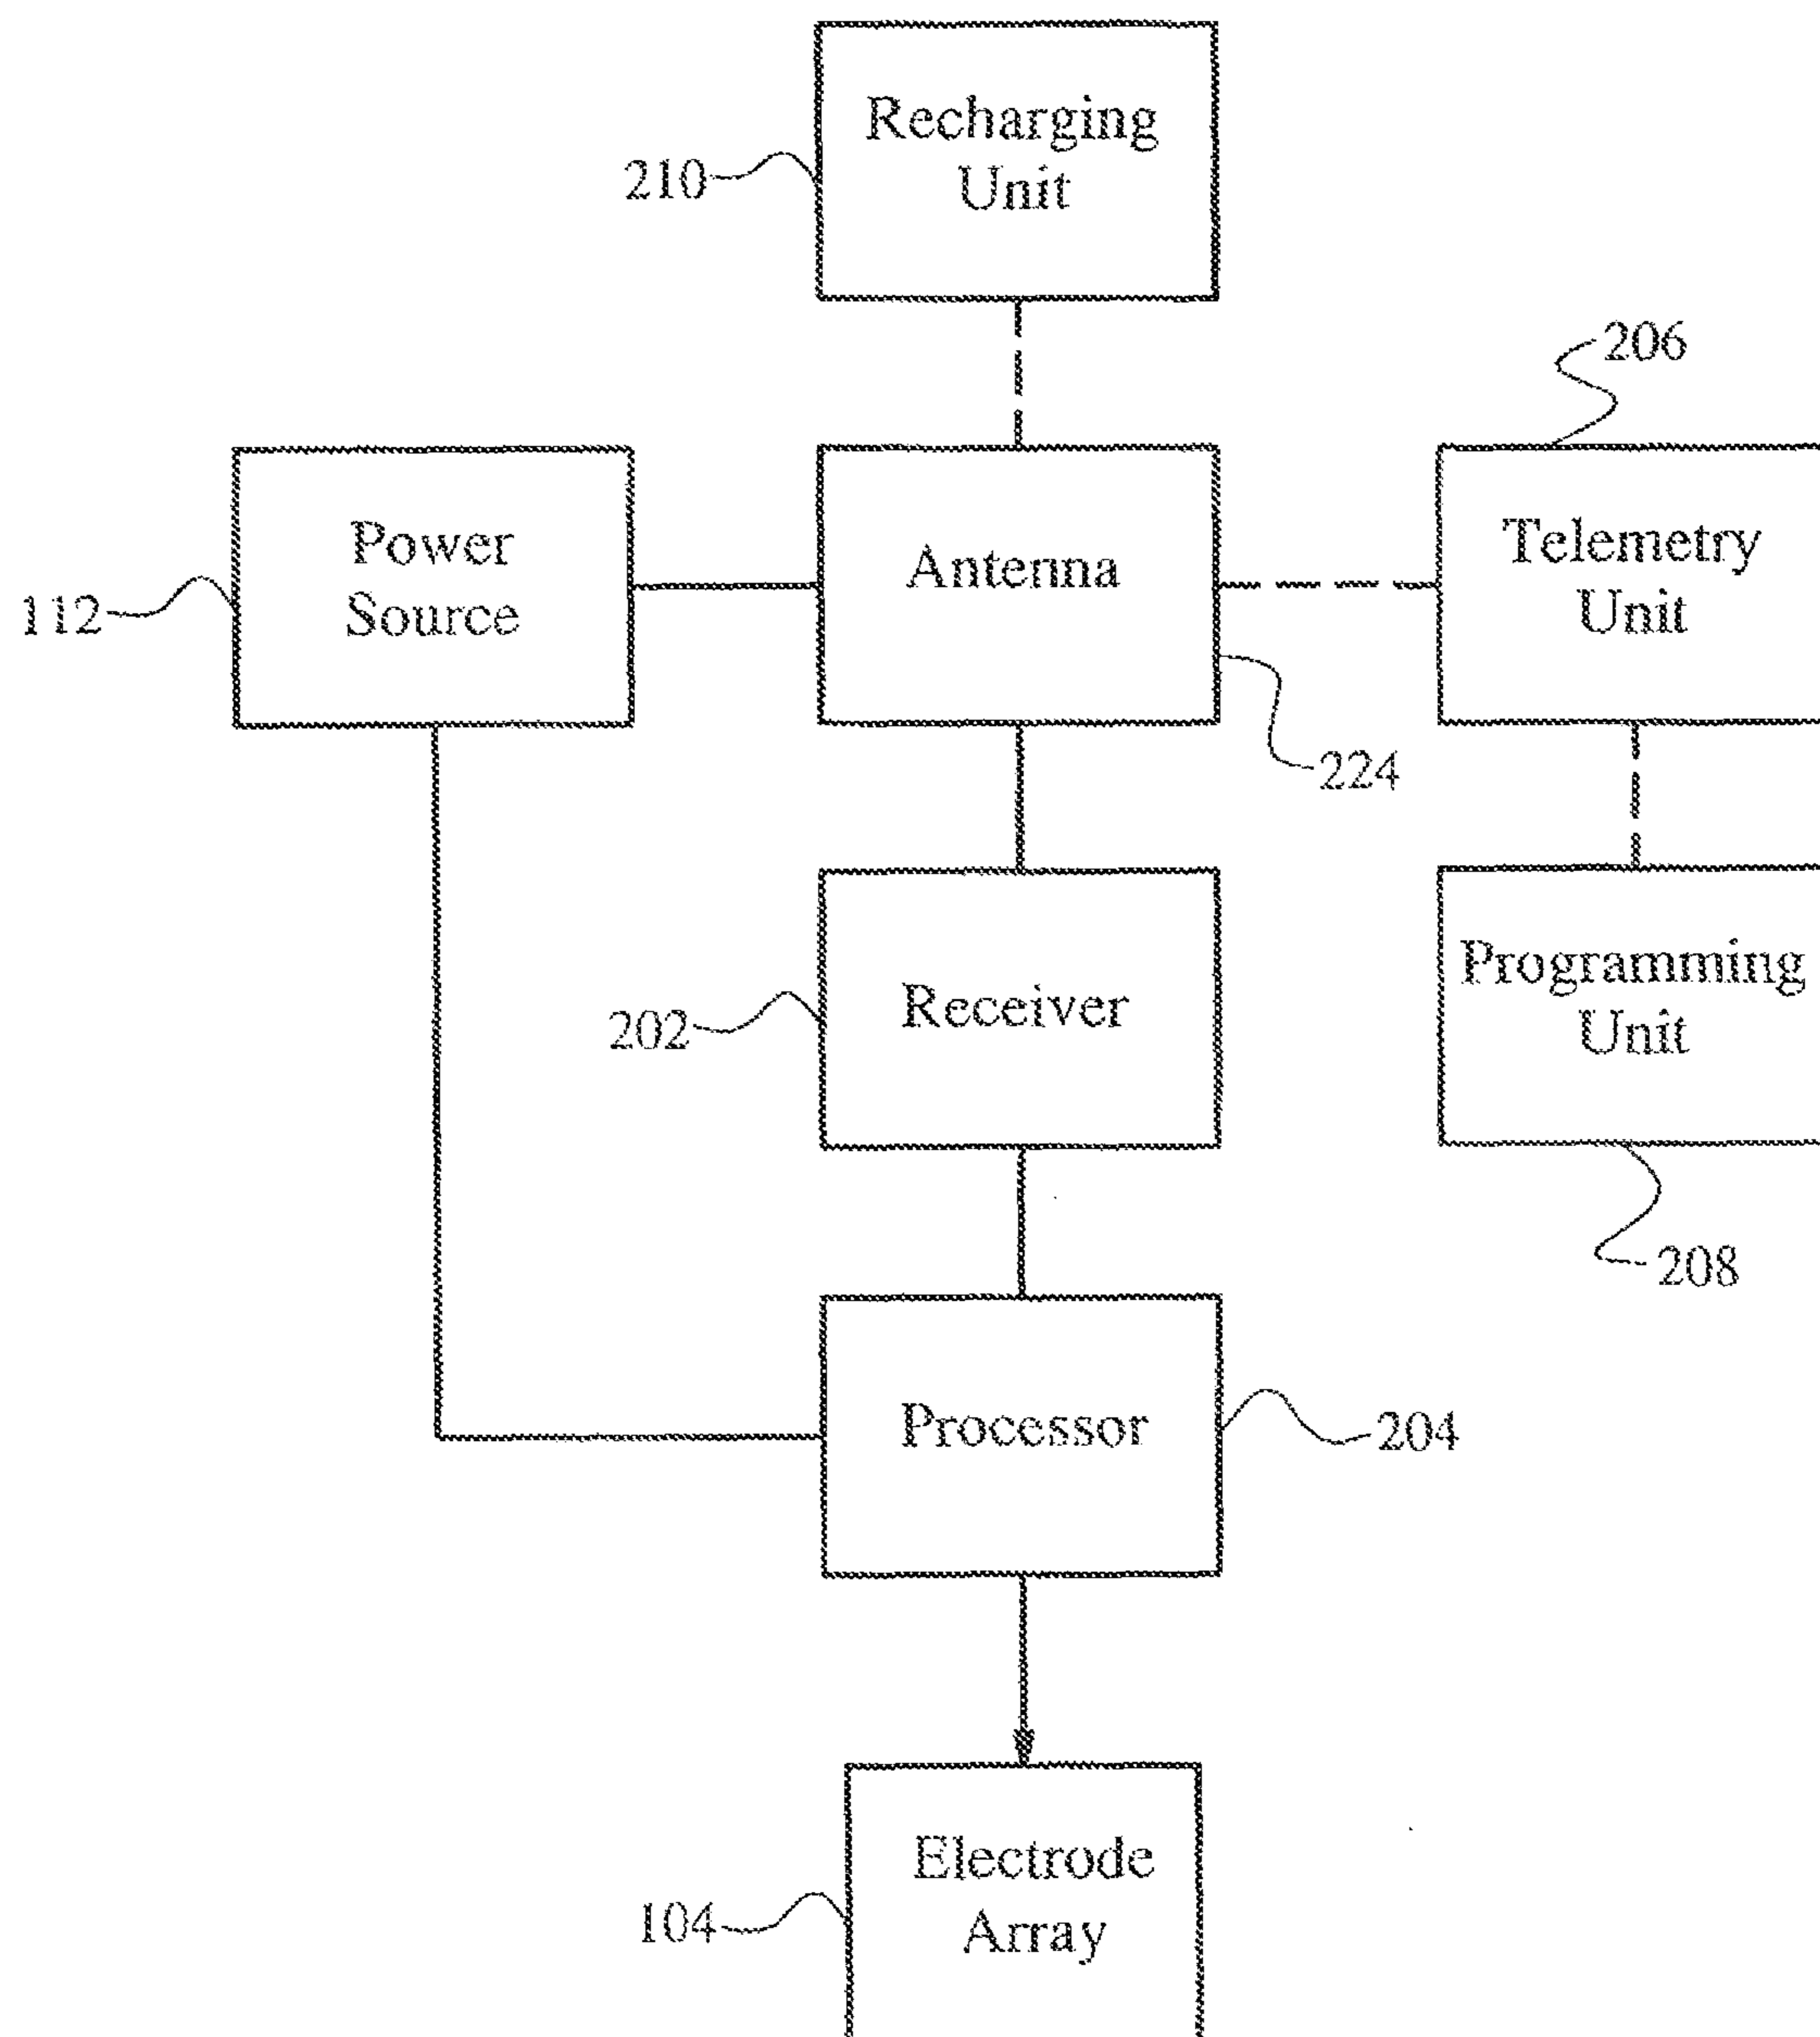 Recharging
Unit
210
206
Power
Source
112
Antenna
224
Telemetry
Unit
Receiver
202
Programming
Unit
208
Processor
204
Electrode
Array
104